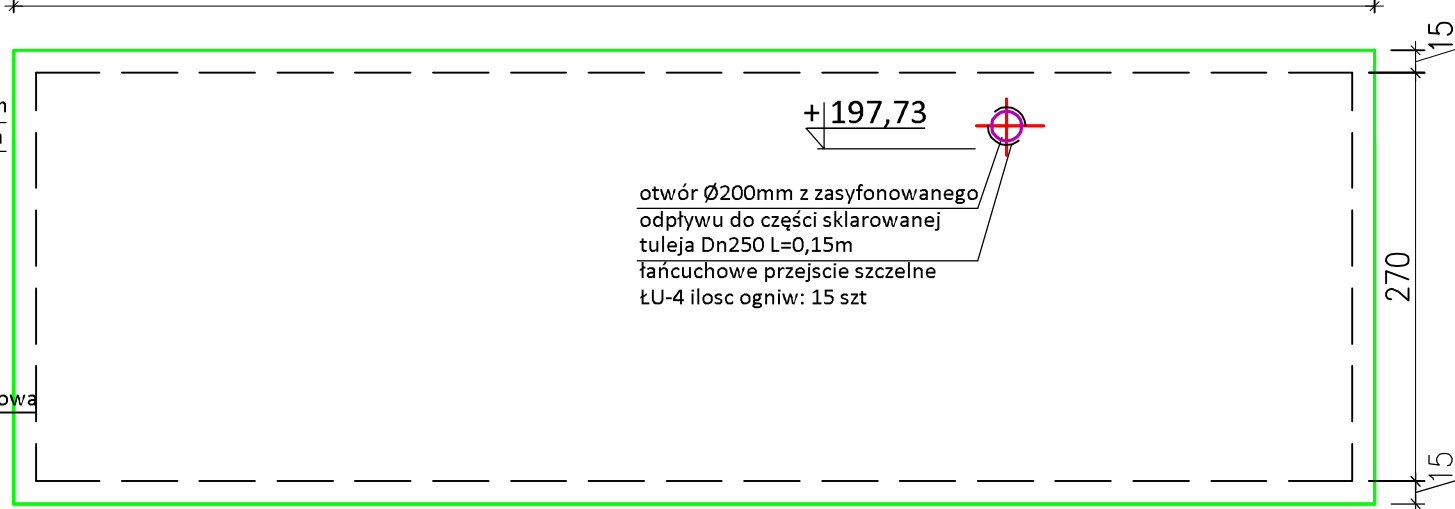 15
+197,73
otwór Ø200mm z zasyfonowanego
odpływu do części sklarowanej
tuleja Dn250 L=0,15m
łańcuchowe przejscie szczelne
ŁU-4 ilosc ogniw: 15 szt
270
owa
15